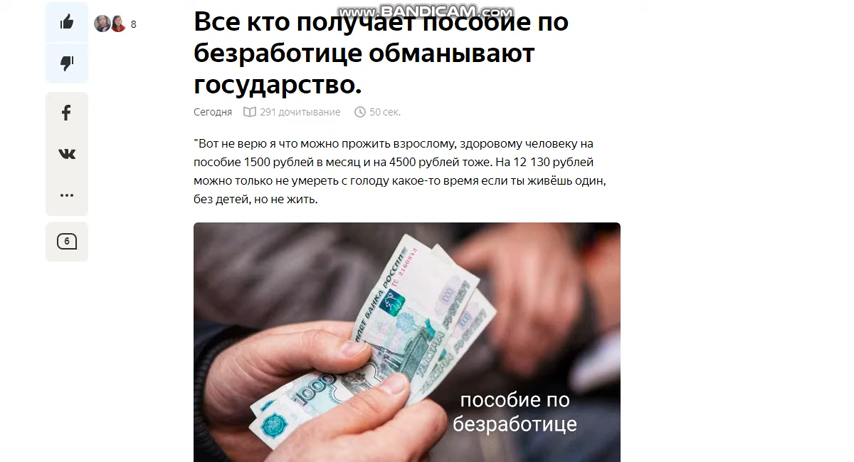 www.BANDICAM.com
Все кто получает пособие по
безработице обманывают
государство.
8
Сегодня 291 дочитывание 50 сек.
"Вот не верю я что можно прожить взрослому, здоровому человеку на
пособие 1500 рублей в месяц и на 4500 рублей тоже. На 12 130 рублей
можно только не умереть с голоду какое-то время если ты живёшь один,
без детей, но не жить.
6
1000
пособие по
безработице